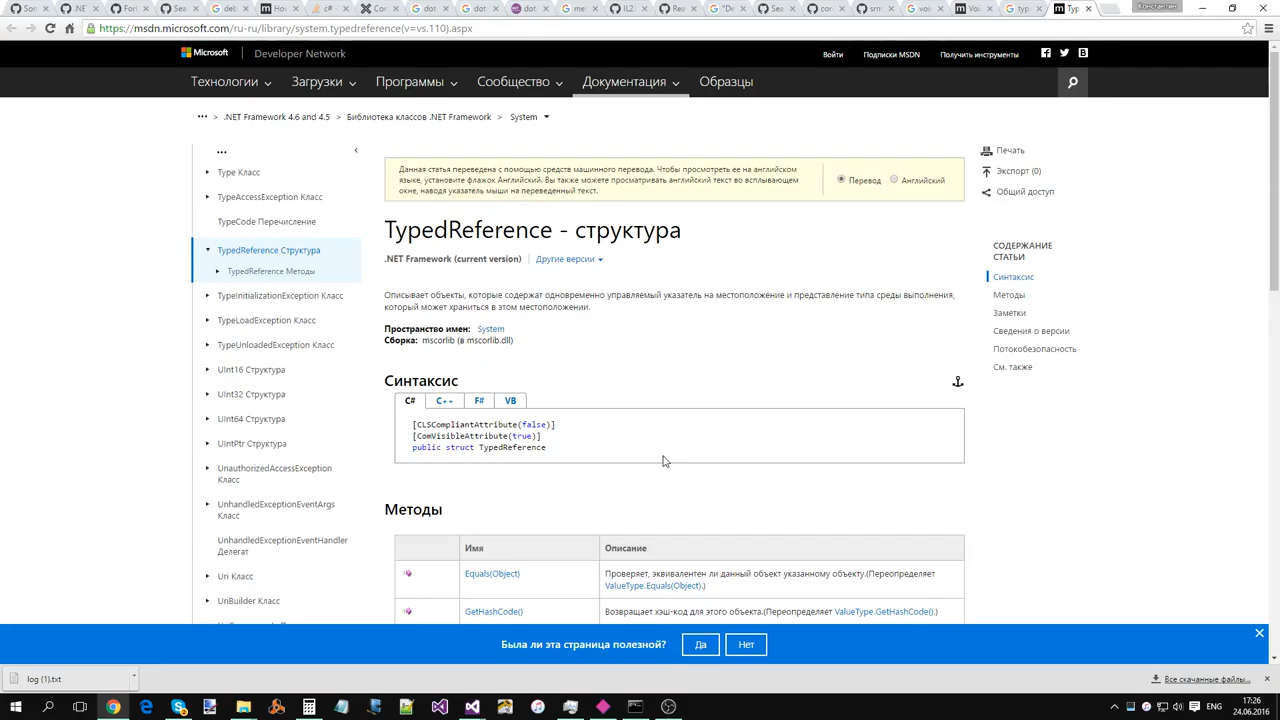 Константин
https://msdn.microsoft.com/ru-ru/library/system.typedreference(v=vs.110).aspx
Microsoft
Developer Network
Войти
Подписки MSDN
Получить инструменты
Технологии
Загрузки
Программы
Сообщество
Документация
Образцы
... > .NET Framework 4.6 and 4.5 > Библиотека классов .NET Framework > System
...
Type Класс
TypeAccessException Класс
TypeCode Перечисление
TypedReference Структура
TypedReference Методы
TypeInitializationException Класс
TypeLoadException Класс
TypeUnloadedException Класс
UInt16 Структура
UInt32 Структура
UInt64 Структура
UIntPtr Структура
UnauthorizedAccessException
Класс
UnhandledExceptionEventArgs
Класс
UnhandledExceptionEventHandler
Делегат
Uri Класс
UriBuilder Класс
Данная статья переведена с помощью средств машинного перевода. Чтобы просмотреть ее на английском
языке, установите флажок Английский. Вы также можете просматривать английский текст во всплывающем
окне, наводя указатель мыши на переведенный текст.
Перевод
Английский
TypedReference - структура
.NET Framework (current version)
Другие версии
Описывает объекты, которые содержат одновременно управляемый указатель на местоположение и представление типа среды выполнения,
который может храниться в этом местоположении.
Пространство имен: System
Сборка: mscorlib (в mscorlib.dll)
Синтаксис
C#
C++
F#
VB
[CLSCompliantAttribute(false)]
[ComVisibleAttribute(true)]
public struct TypedReference
Методы
Имя
Описание
Equals(Object)
Проверяет, эквивалентен ли данный объект указанному объекту.(Переопределяет
ValueType.Equals(Object).)
GetHashCode()
Возвращает хэш-код для этого объекта.(Переопределяет ValueType.GetHashCode().)
Печать
Экспорт (0)
Общий доступ
СОДЕРЖАНИЕ
СТАТЬИ
Синтаксис
Методы
Заметки
Сведения о версии
Потокобезопасность
См. также
Была ли эта страница полезной?
Да
Нет
log (1).txt
Все скачанные файлы...
ENG
17:26
24.06.2016